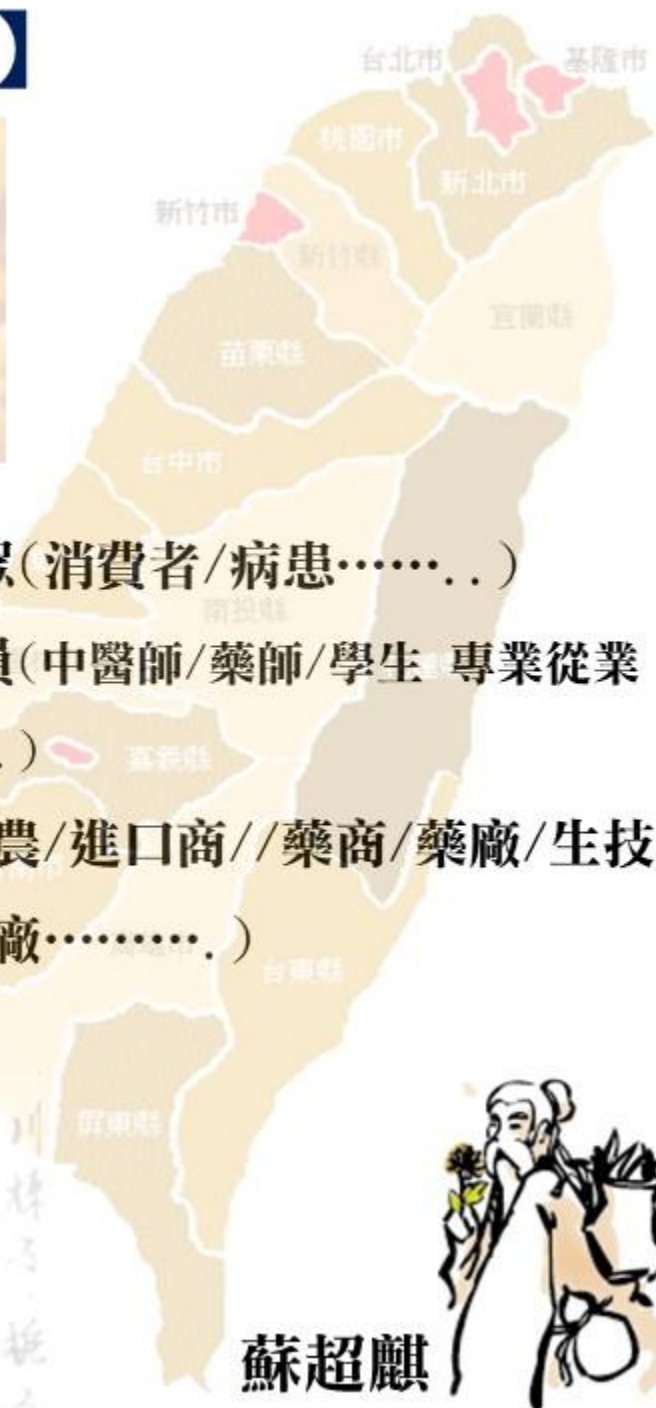 台北市
基隆市
桃園市
新北市
新竹市
新竹縣
宜蘭縣
苗栗縣
台中市
(消費者/病患⋯⋯..)
南投縣
員(中醫師/藥師/學生 專業從業
.)
嘉義縣
農/進口商//藥商/藥廠/生技
廠⋯⋯⋯.)
台東縣
屏東縣
川
楝
子
蘇超麒